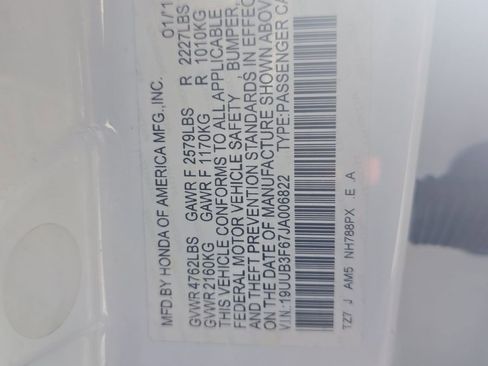 MFD.BY HONDA OF AMERICA MFG.,INC. 01/1
GVWR 4762LBS GAWR F 2579LBS R 2227LBS
GVWR 2160KG GAWR F 1170KG R 1010KG
THIS VEHICLE CONFORMS TO ALL APPLICABLE
FEDERAL MOTOR VEHICLE SAFETY, BUMPER,
AND THEFT PREVENTION STANDARDS IN EFFEC
ON THE DATE OF MANUFACTURE SHOWN ABOV
V.I.N.:19UUB3F67JA006822 TYPE:PASSENGER CA
TZ7 J AM5 NH788PX .E .A